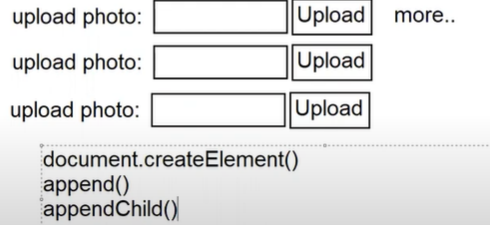 upload photo: Upload more..
upload photo: Upload
upload photo: Upload
document.createElement()
append()
appendChild()